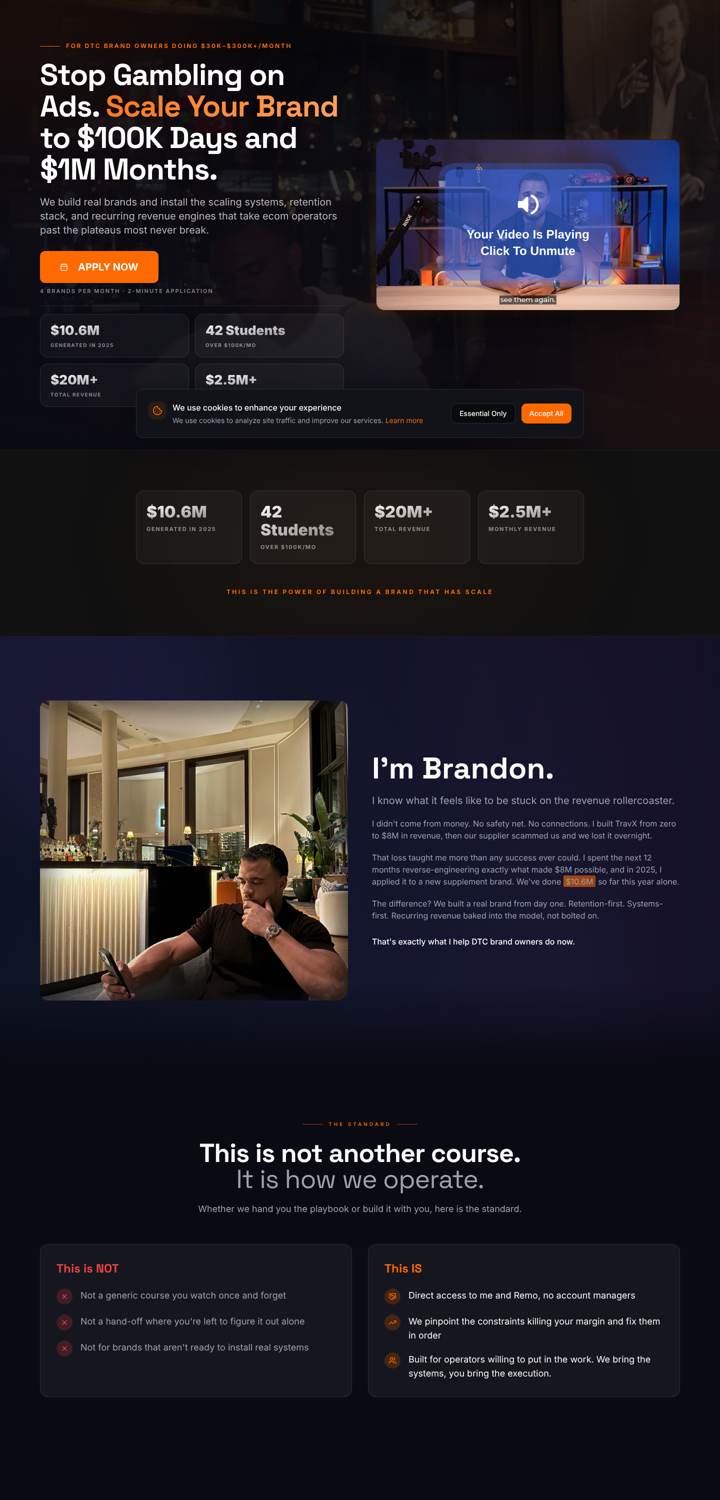 FOR DTC BRAND OWNERS DOING $30K–$300K+/MONTH
Stop Gambling on
Ads. Scale Your Brand
to $100K Days and
$1M Months.
We build real brands and install the scaling systems, retention
stack, and recurring revenue engines that take ecom operators
past the plateaus most never break.
APPLY NOW
4 BRANDS PER MONTH · 2-MINUTE APPLICATION
$10.6M
GENERATED IN 2025
42 Students
OVER $100K/MO
$20M+
TOTAL REVENUE
$2.5M+
Your Video Is Playing
Click To Unmute
see them again.
We use cookies to enhance your experience
We use cookies to analyze site traffic and improve our services. Learn more
Essential Only
Accept All
$10.6M
GENERATED IN 2025
42
Students
OVER $100K/MO
$20M+
TOTAL REVENUE
$2.5M+
MONTHLY REVENUE
THIS IS THE POWER OF BUILDING A BRAND THAT HAS SCALE
I'm Brandon.
I know what it feels like to be stuck on the revenue rollercoaster.
I didn't come from money. No safety net. No connections. I built TravX from zero
to $8M in revenue, then our supplier scammed us and we lost it overnight.
That loss taught me more than any success ever could. I spent the next 12
months reverse-engineering exactly what made $8M possible, and in 2025, I
applied it to a new supplement brand. We've done $10.6M so far this year alone.
The difference? We built a real brand from day one. Retention-first. Systems-
first. Recurring revenue baked into the model, not bolted on.
That's exactly what I help DTC brand owners do now.
THE STANDARD
This is not another course.
It is how we operate.
Whether we hand you the playbook or build it with you, here is the standard.
This is NOT
Not a generic course you watch once and forget
Not a hand-off where you're left to figure it out alone
Not for brands that aren't ready to install real systems
This IS
Direct access to me and Remo, no account managers
We pinpoint the constraints killing your margin and fix them
in order
Built for operators willing to put in the work. We bring the
systems, you bring the execution.